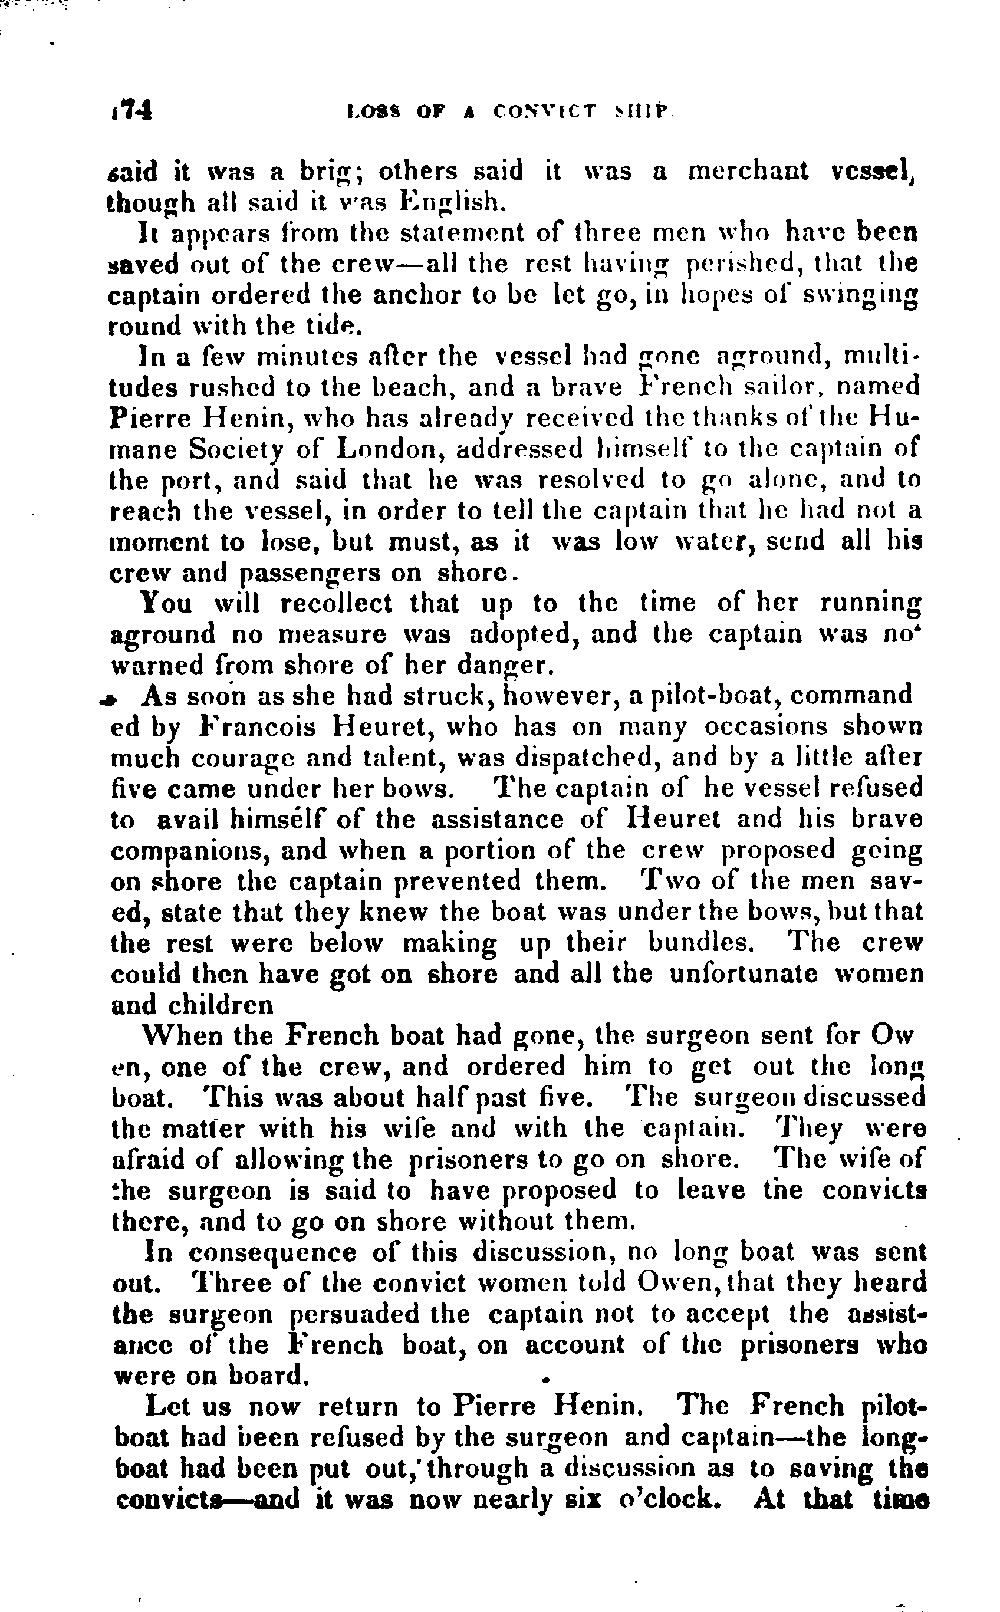 174 LOSS OF A CONVICT SHIP.
said it was a brig; others said it was a merchant vessel,
though all said it was English.
It appears from the statement of three men who have been
saved out of the crew—all the rest having perished, that the
captain ordered the anchor to be let go, in hopes of swinging
round with the tide.
In a few minutes after the vessel had gone aground, multi-
tudes rushed to the beach, and a brave French sailor, named
Pierre Henin, who has already received the thanks of the Hu-
mane Society of London, addressed himself to the captain of
the port, and said that he was resolved to go alone, and to
reach the vessel, in order to tell the captain that he had not a
moment to lose, but must, as it was low water, send all his
crew and passengers on shore.
You will recollect that up to the time of her running
aground no measure was adopted, and the captain was not
warned from shore of her danger.
As soon as she had struck, however, a pilot-boat, command
ed by Francois Heuret, who has on many occasions shown
much courage and talent, was dispatched, and by a little after
five came under her bows. The captain of he vessel refused
to avail himself of the assistance of Heuret and his brave
companions, and when a portion of the crew proposed going
on shore the captain prevented them. Two of the men sav-
ed, state that they knew the boat was under the bows, but that
the rest were below making up their bundles. The crew
could then have got on shore and all the unfortunate women
and children
When the French boat had gone, the surgeon sent for Ow
en, one of the crew, and ordered him to get out the long
boat. This was about half past five. The surgeon discussed
the matter with his wife and with the captain. They were
afraid of allowing the prisoners to go on shore. The wife of
the surgeon is said to have proposed to leave the convicts
there, and to go on shore without them.
In consequence of this discussion, no long boat was sent
out. Three of the convict women told Owen, that they heard
the surgeon persuaded the captain not to accept the assist-
ance of the French boat, on account of the prisoners who
were on board.
Let us now return to Pierre Henin. The French pilot-
boat had been refused by the surgeon and captain—the long-
boat had been put out, through a discussion as to saving the
convicts—and it was now nearly six o'clock. At that time